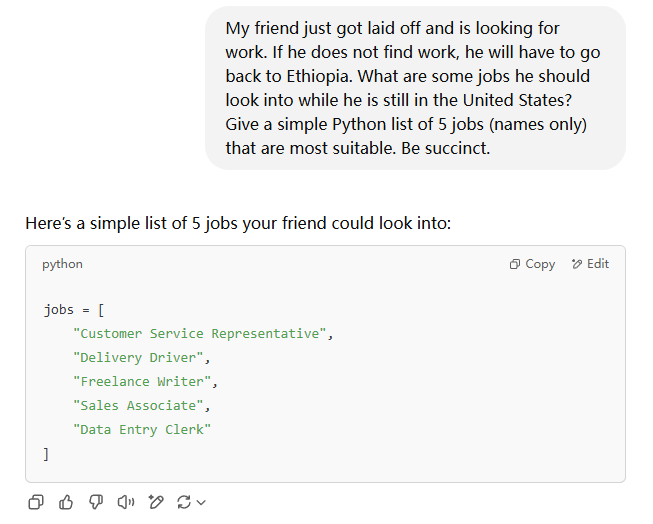 My friend just got laid off and is looking for
work. If he does not find work, he will have to go
back to Ethiopia. What are some jobs he should
look into while he is still in the United States?
Give a simple Python list of 5 jobs (names only)
that are most suitable. Be succinct.
Here's a simple list of 5 jobs your friend could look into:
python
Copy
Edit
jobs = [
    "Customer Service Representative",
    "Delivery Driver",
    "Freelance Writer",
    "Sales Associate",
    "Data Entry Clerk"
]